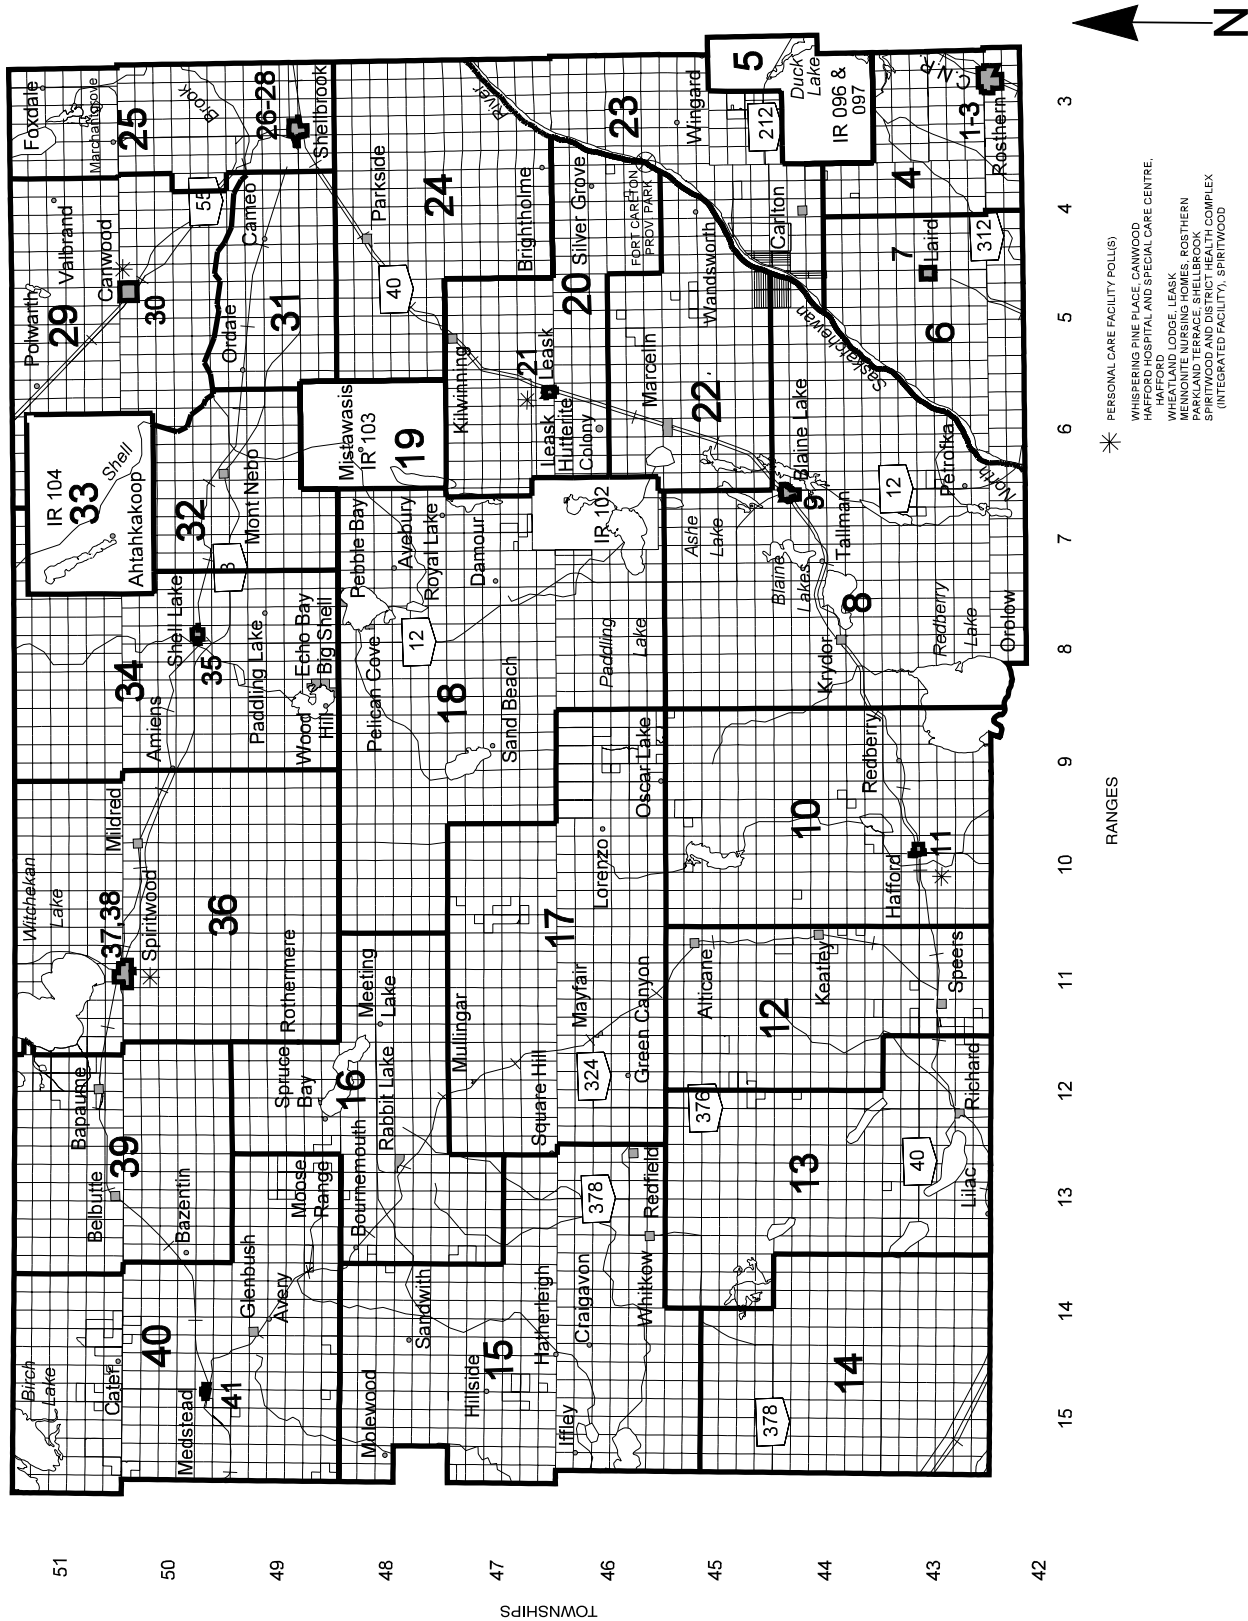 Foxdale
Marchantgrove
25
Brook
26-28
Shellbrook
Polwarth
29
Valbrand
Canwood
30
55
Cameo
Ordale
31
IR 104
33
Shell
Ahtahkakoop
32
Mont Nebo
3
Shell Lake
34
35
Amiens
Paddling Lake
Echo Bay
Big Shell
Wood
Hill
Witchekan
Lake
Mildred
37,38
Spiritwood
36
Rothermere
Bapaume
39
Belbutte
Bazentin
Spruce
Bay
Moose
Range
Birch
Lake
Cater
40
Medstead
41
Glenbush
Avery
Parkside
24
River
Brightholme
40
Kilwinning
Mistawasis
IR 103
19
Pebble Bay
Avebury
Royal Lake
Damour
Pelican Cove
12
18
Sand Beach
Meeting
Lake
Mullingar
16
Rabbit Lake
Bournemouth
Square Hill
Sandwith
Molewood
Hillside
15
Hatherleigh
Silver Grove
20
21
Leask
Leask
Hutterite
Colony
23
FORT CARLTON
PROV. PARK
Wingard
212
5
Duck
Lake
IR 096 &
097
Wandsworth
Carlton
Marcelin
22
IR 102
Ashe
Lake
Paddling
Lake
Oscar Lake
Lorenzo
17
Mayfair
Green Canyon
324
378
Redfield
Craigavon
Whitkow
Iffley
C.N.R.
1-3
Rosthern
4
312
7
Laird
6
Saskatchewan
Blaine Lake
9
12
Petrofka
North
Tallman
Blaine
Lakes
8
Krydor
Redberry
Lake
Orolow
Redberry
10
Hafford
11
Alticane
12
Keatley
Speers
376
Richard
13
40
Lilac
14
378
N
3
4
5
6
7
8
9
10
11
12
13
14
15
RANGES
51
50
49
48
47
46
45
44
43
42
TOWNSHIPS
PERSONAL CARE FACILITY POLL(S)
WHISPERING PINE PLACE, CANWOOD
HAFFORD HOSPITAL AND SPECIAL CARE CENTRE,
HAFFORD
WHEATLAND LODGE, LEASK
MENNONITE NURSING HOMES, ROSTHERN
PARKLAND TERRACE, SHELLBROOK
SPIRITWOOD AND DISTRICT HEALTH COMPLEX
(INTEGRATED FACILITY), SPIRITWOOD